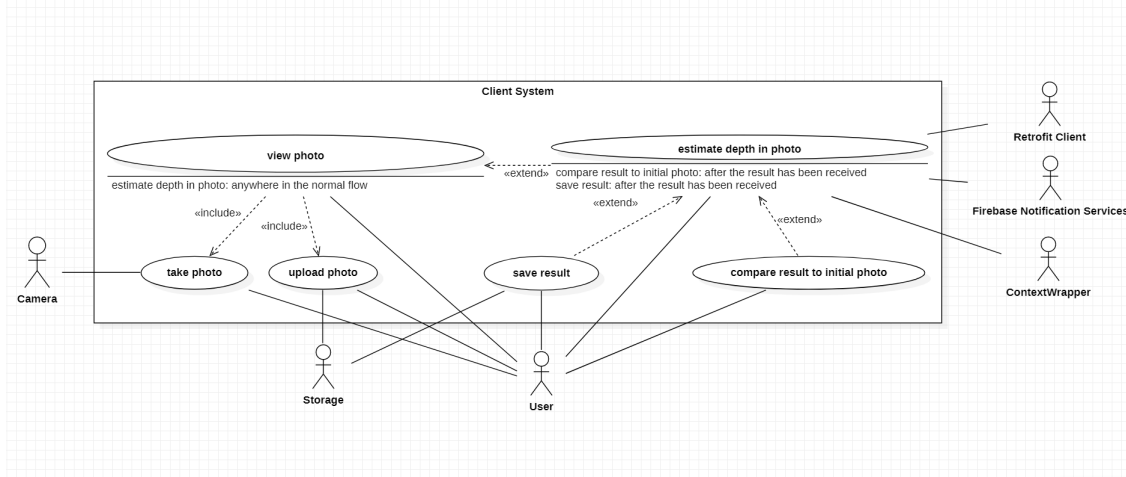 Client System
view photo
estimate depth in photo: anywhere in the normal flow
estimate depth in photo
compare result to initial photo: after the result has been received
save result: after the result has been received
«extend»
«include»
«include»
«extend»
«extend»
take photo
upload photo
save result
compare result to initial photo
Camera
Storage
User
Retrofit Client
Firebase Notification Services
ContextWrapper